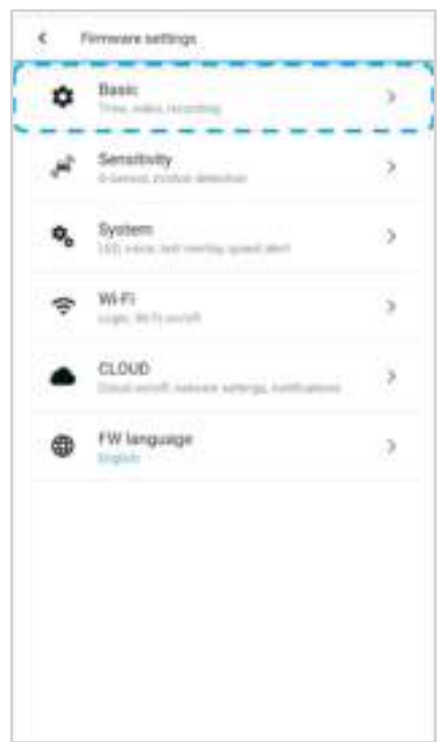 Firmware settings
Basic
Time, video, recording
Sensitivity
G-sensor, motion detection
System
LED, voice, text overlay, speed alert
Wi-Fi
Login, Wi-Fi on/off
CLOUD
Cloud on/off, network settings, notifications
FW language
English